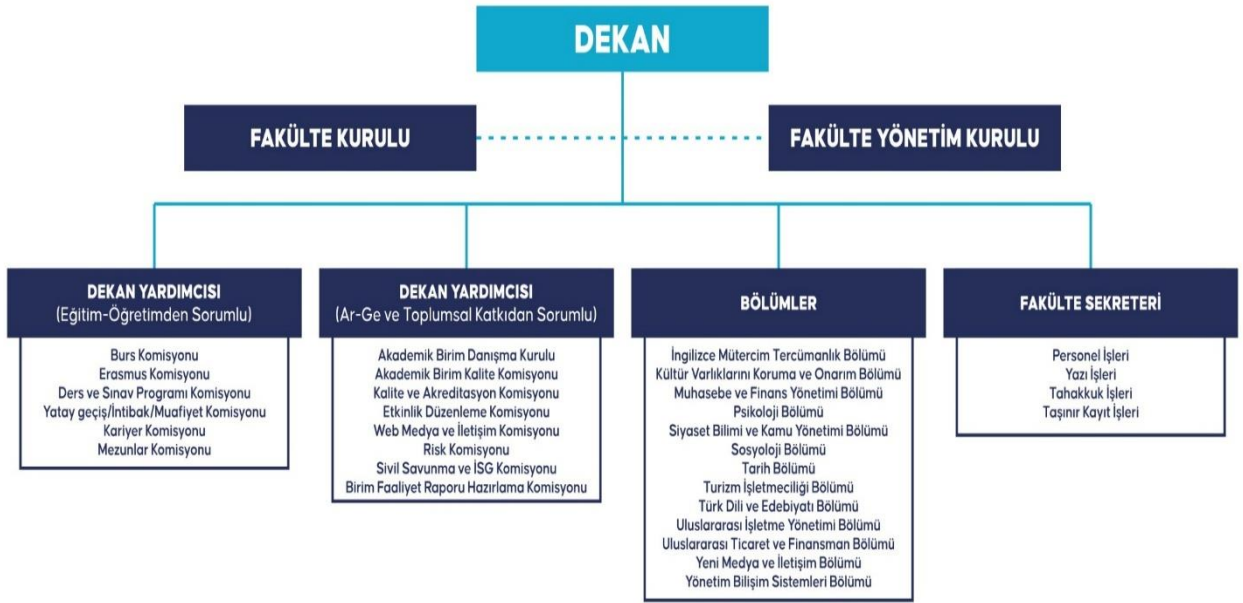 DEKAN
FAKÜLTE KURULU
FAKÜLTE YÖNETİM KURULU
DEKAN YARDIMCISI
(Eğitim-Öğretimden Sorumlu)
Burs Komisyonu
Erasmus Komisyonu
Ders ve Sınav Programı Komisyonu
Yatay geçiş/İntibak/Muafiyet Komisyonu
Kariyer Komisyonu
Mezunlar Komisyonu
DEKAN YARDIMCISI
(Ar-Ge ve Toplumsal Katkıdan Sorumlu)
Akademik Birim Danışma Kurulu
Akademik Birim Kalite Komisyonu
Kalite ve Akreditasyon Komisyonu
Etkinlik Düzenleme Komisyonu
Web Medya ve İletişim Komisyonu
Risk Komisyonu
Sivil Savunma ve İSG Komisyonu
Birim Faaliyet Raporu Hazırlama Komisyonu
BÖLÜMLER
İngilizce Mütercim Tercümanlık Bölümü
Kültür Varlıklarını Koruma ve Onarım Bölümü
Muhasebe ve Finans Yönetimi Bölümü
Psikoloji Bölümü
Siyaset Bilimi ve Kamu Yönetimi Bölümü
Sosyoloji Bölümü
Tarih Bölümü
Turizm İşletmeciliği Bölümü
Türk Dili ve Edebiyatı Bölümü
Uluslararası İşletme Yönetimi Bölümü
Uluslararası Ticaret ve Finansman Bölümü
Yeni Medya ve İletişim Bölümü
Yönetim Bilişim Sistemleri Bölümü
FAKÜLTE SEKRETERİ
Personel İşleri
Yazı İşleri
Tahakkuk İşleri
Taşınır Kayıt İşleri